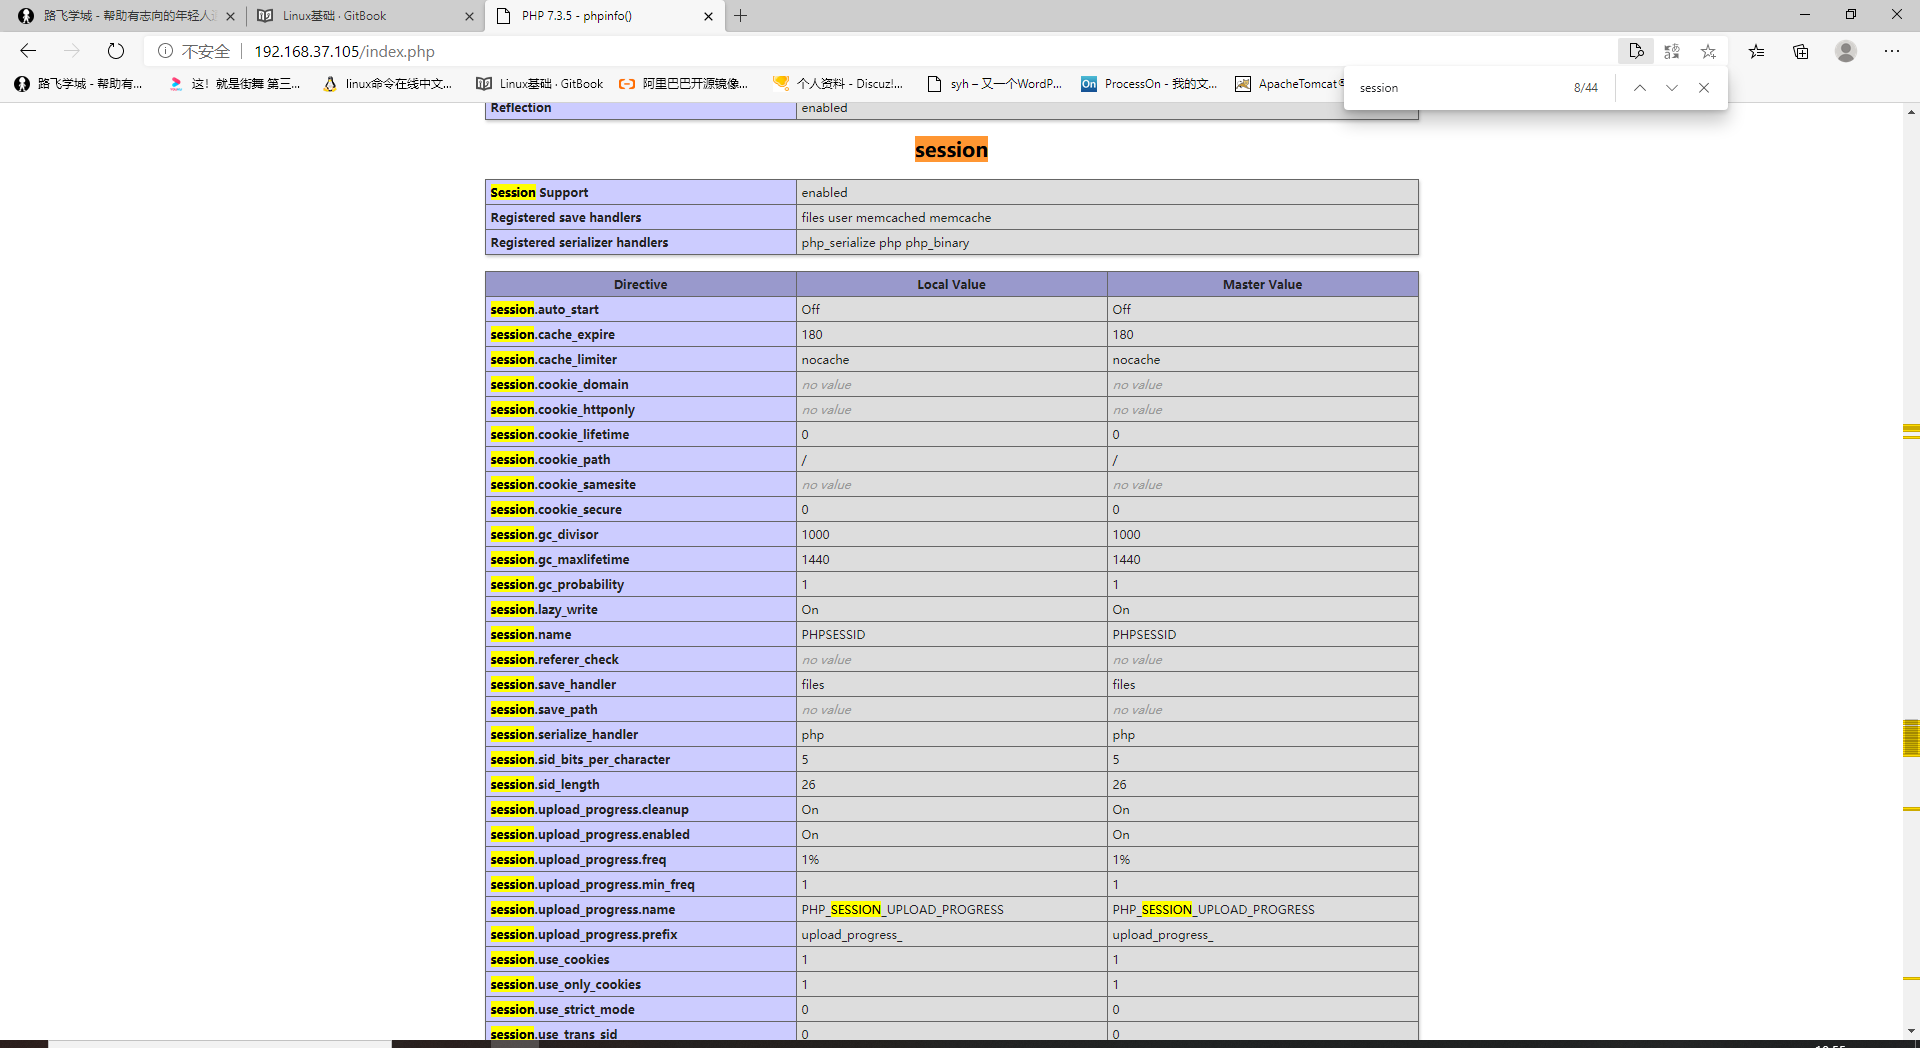 路飞学城 - 帮助有志向的年轻人
Linux基础 · GitBook
PHP 7.3.5 - phpinfo()
不安全
192.168.37.105/index.php
路飞学城 - 帮助有...
这！就是街舞 第三...
linux命令在线中文...
Linux基础 · GitBook
阿里巴巴开源镜像...
个人资料 - Discuz!...
syh – 又一个WordP...
ProcessOn - 我的文...
ApacheTomcat
session
8/44
Reflection enabled
session
Session Support enabled
Registered save handlers files user memcached memcache
Registered serializer handlers php_serialize php php_binary
Directive Local Value Master Value
session.auto_start Off Off
session.cache_expire 180 180
session.cache_limiter nocache nocache
session.cookie_domain no value no value
session.cookie_httponly no value no value
session.cookie_lifetime 0 0
session.cookie_path / /
session.cookie_samesite no value no value
session.cookie_secure 0 0
session.gc_divisor 1000 1000
session.gc_maxlifetime 1440 1440
session.gc_probability 1 1
session.lazy_write On On
session.name PHPSESSID PHPSESSID
session.referer_check no value no value
session.save_handler files files
session.save_path no value no value
session.serialize_handler php php
session.sid_bits_per_character 5 5
session.sid_length 26 26
session.upload_progress.cleanup On On
session.upload_progress.enabled On On
session.upload_progress.freq 1% 1%
session.upload_progress.min_freq 1 1
session.upload_progress.name PHP_SESSION_UPLOAD_PROGRESS PHP_SESSION_UPLOAD_PROGRESS
session.upload_progress.prefix upload_progress_ upload_progress_
session.use_cookies 1 1
session.use_only_cookies 1 1
session.use_strict_mode 0 0
session.use_trans_sid 0 0